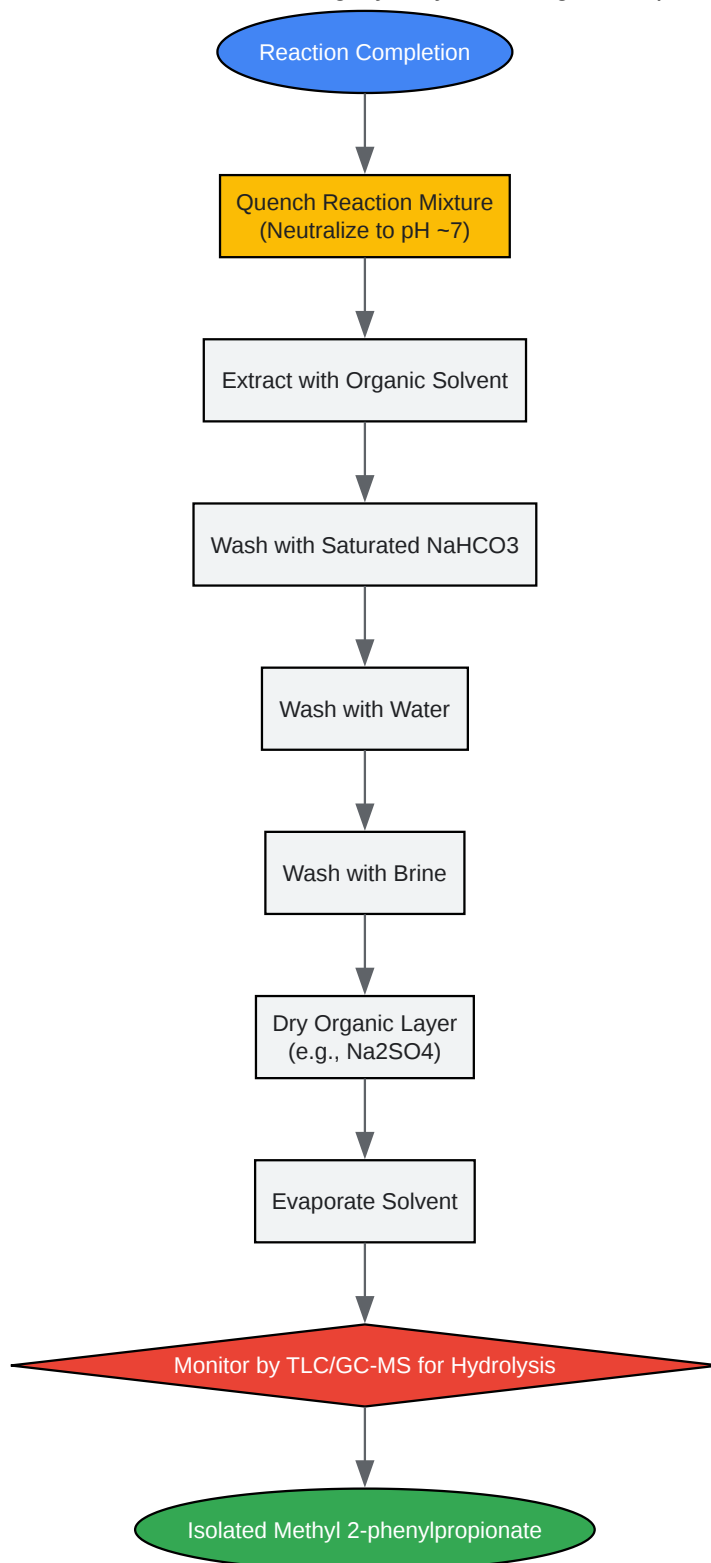 Reaction Completion
Quench Reaction Mixture
(Neutralize to pH ~7)
Extract with Organic Solvent
Wash with Saturated NaHCO3
Wash with Water
Wash with Brine
Dry Organic Layer
(e.g., Na2SO4)
Evaporate Solvent
Monitor by TLC/GC-MS for Hydrolysis
Isolated Methyl 2-phenylpropionate